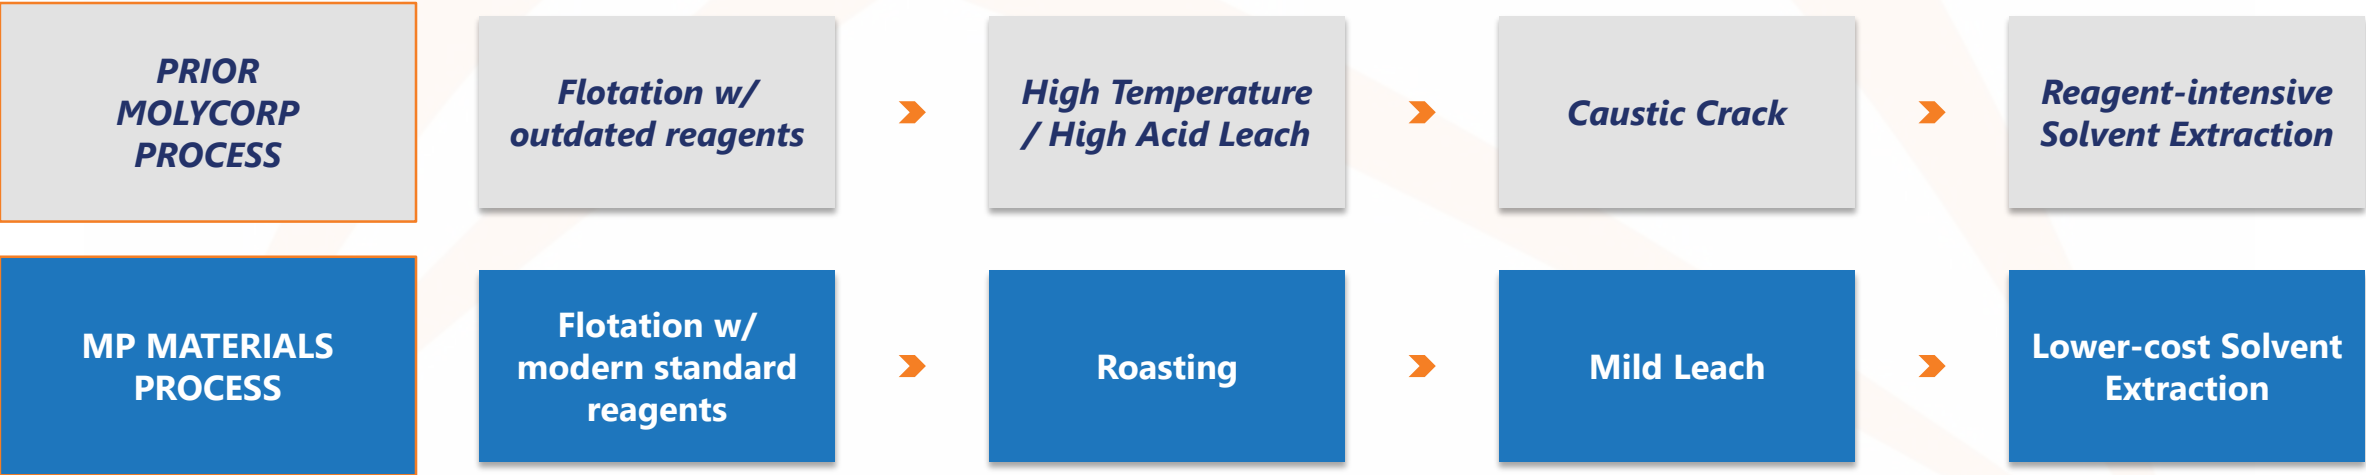 PRIOR
MOLYCORP
PROCESS
Flotation w/
outdated reagents
High Temperature
/ High Acid Leach
Caustic Crack
Reagent-intensive
Solvent Extraction
MP MATERIALS
PROCESS
Flotation w/
modern standard
reagents
Roasting
Mild Leach
Lower-cost Solvent
Extraction